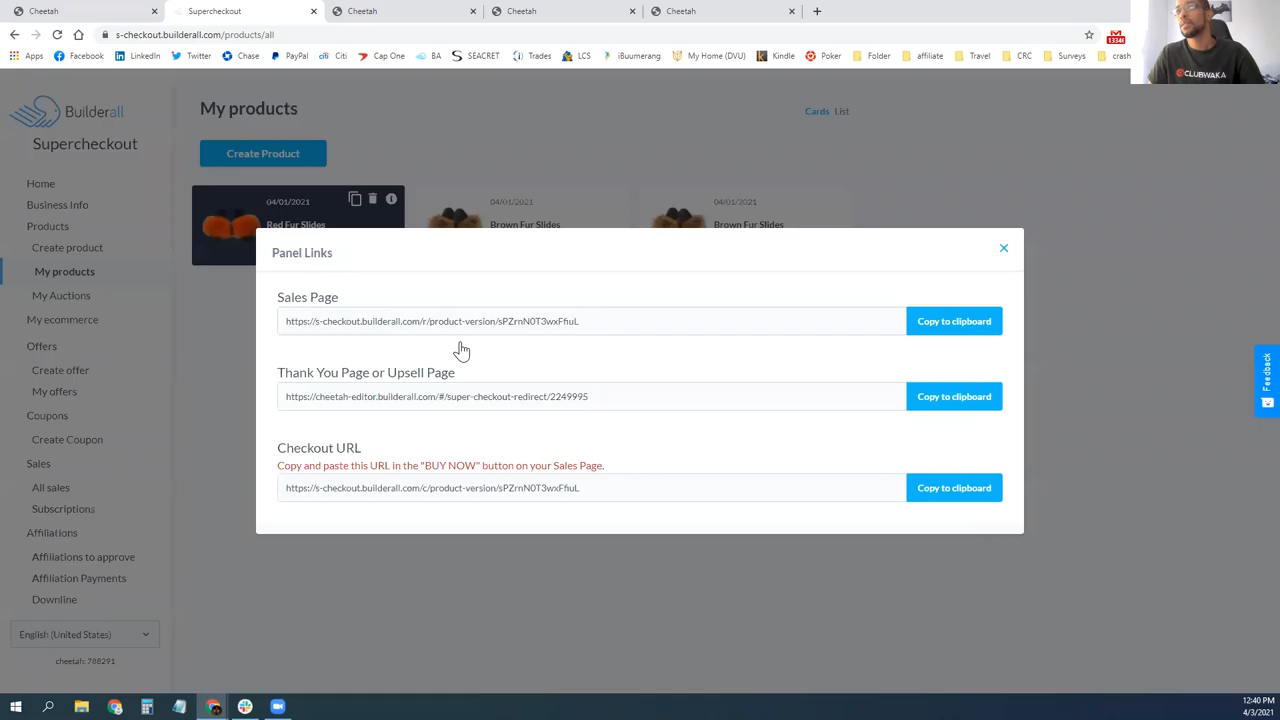 Cheetah
Supercheckout
Cheetah
Cheetah
Cheetah
s-checkout.builderall.com/products/all
Apps
Facebook
LinkedIn
Twitter
Chase
PayPal
Citi
Cap One
BA
SEACRET
Trades
LCS
iBuumerang
My Home (DVU)
Kindle
Poker
Folder
affiliate
Travel
CRC
Surveys
crash
CLUBWAKA
Builderall
Supercheckout
Home
Business Info
Products
Create product
My products
My Auctions
My ecommerce
Offers
Create offer
My offers
Coupons
Create Coupon
Sales
All sales
Subscriptions
Affiliations
Affiliations to approve
Affiliation Payments
Downline
English (United States)
cheetah: 788291
My products
Cards List
Create Product
04/01/2021
Red Fur Slides
04/01/2021
Brown Fur Slides
04/01/2021
Brown Fur Slides
Panel Links
Sales Page
https://s-checkout.builderall.com/r/product-version/sPZrnN0T3wxFfiuL
Copy to clipboard
Thank You Page or Upsell Page
https://cheetah-editor.builderall.com/#/super-checkout-redirect/2249995
Copy to clipboard
Checkout URL
Copy and paste this URL in the "BUY NOW" button on your Sales Page.
https://s-checkout.builderall.com/c/product-version/sPZrnN0T3wxFfiuL
Copy to clipboard
Feedback
12:40 PM
4/3/2021